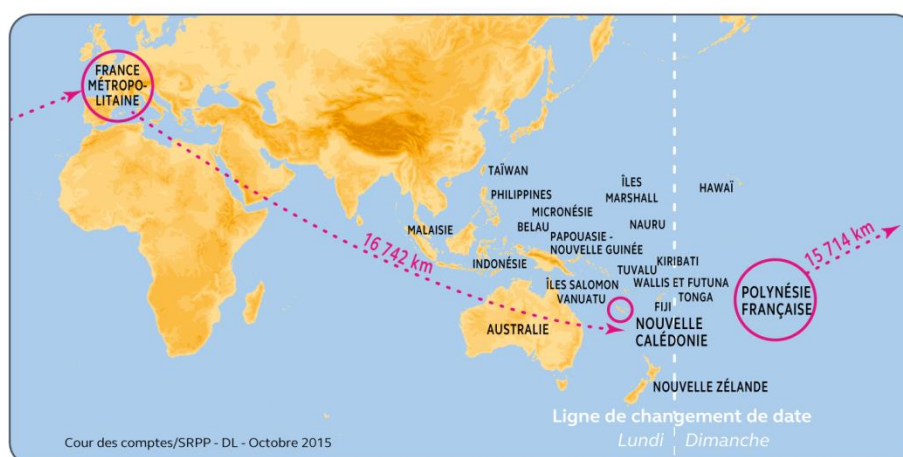 FRANCE
MÉTROPO-
LITAINE
TAÏWAN
PHILIPPINES
ÎLES
MARSHALL
HAWAÏ
MICRONÉSIE
BELAU
NAURU
MALAISIE
PAPOUASIE -
NOUVELLE GUINÉE
16 742 km
15 714 km
INDONÉSIE
KIRIBATI
TUVALU
WALLIS ET FUTUNA
ÎLES SALOMON
VANUATU
TONGA
FIJI
POLYNÉSIE
FRANÇAISE
AUSTRALIE
NOUVELLE
CALÉDONIE
NOUVELLE ZÉLANDE
Ligne de changement de date
Lundi Dimanche
Cour des comptes/SRPP - DL - Octobre 2015